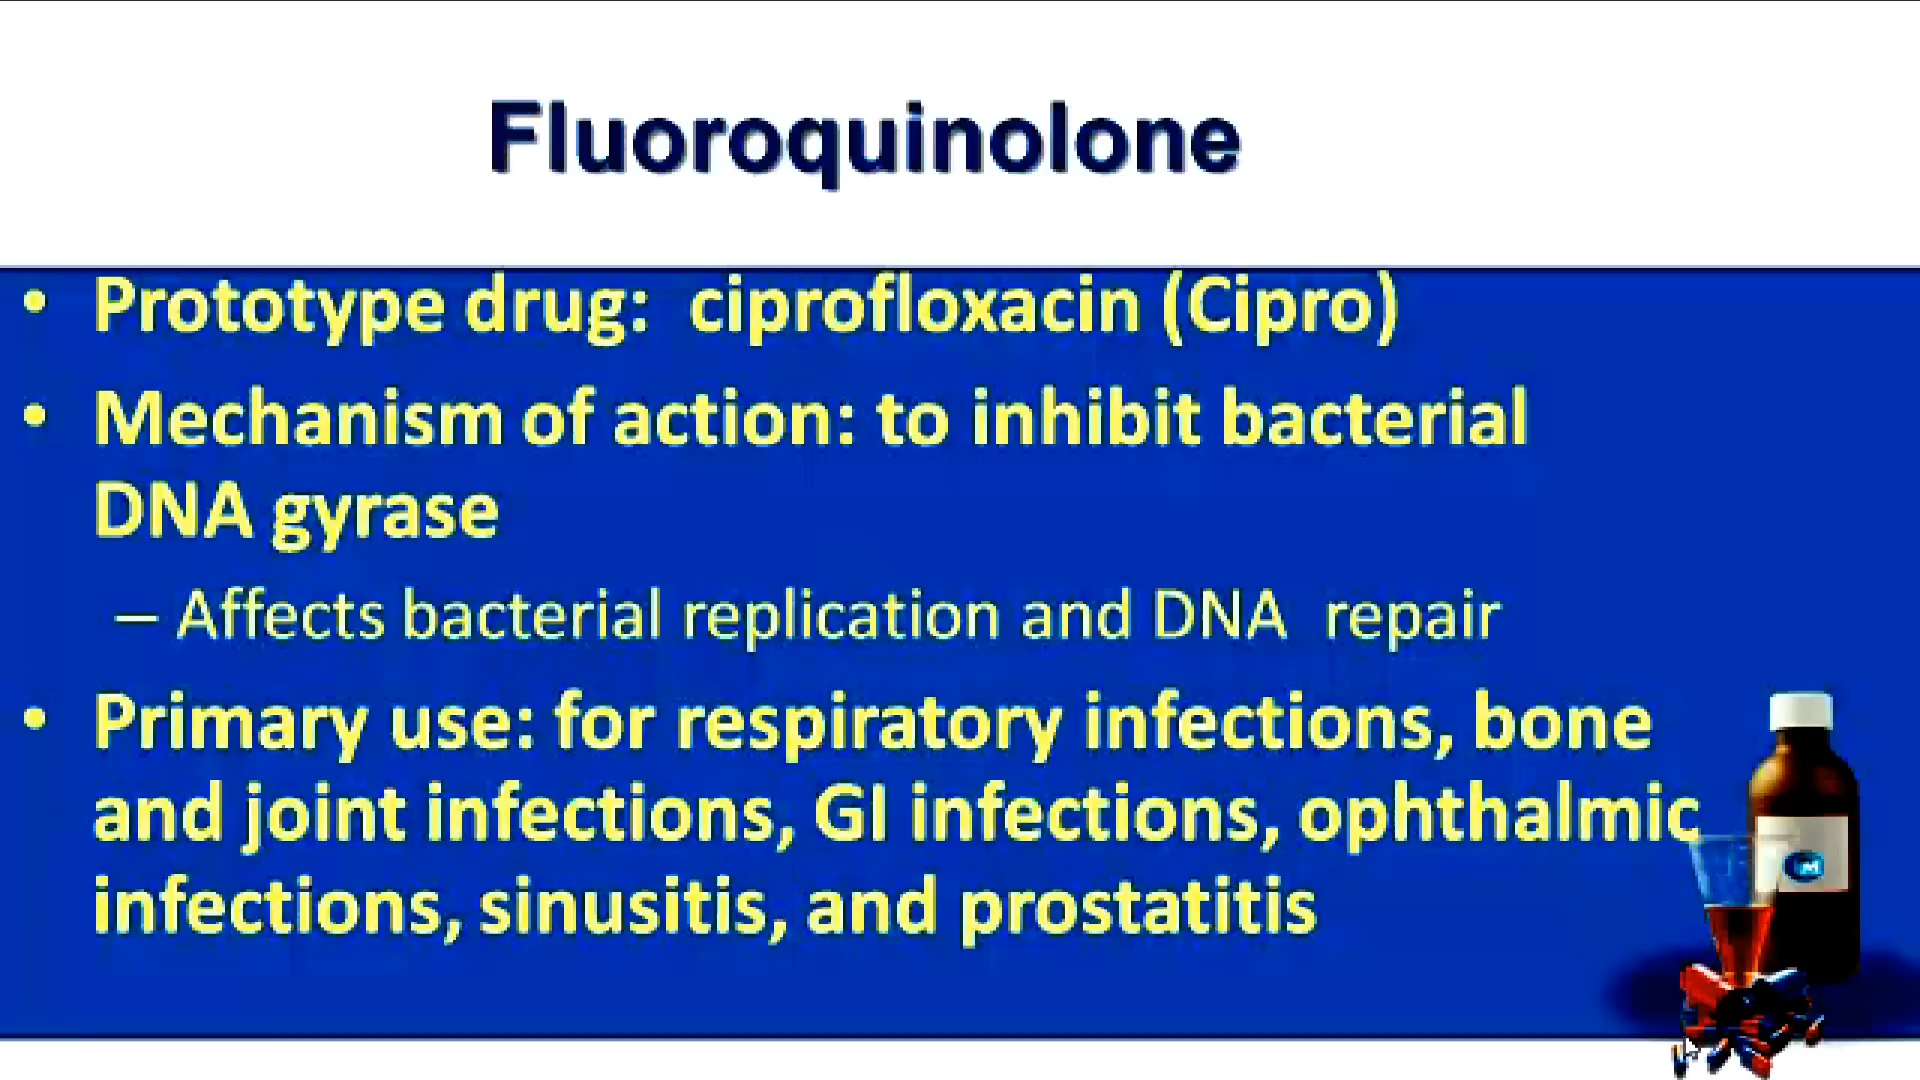 Fluoroquinolone
• Prototype drug:  ciprofloxacin (Cipro)
• Mechanism of action: to inhibit bacterial
DNA gyrase
– Affects bacterial replication and DNA  repair
• Primary use: for respiratory infections, bone
and joint infections, GI infections, ophthalmic
infections, sinusitis, and prostatitis